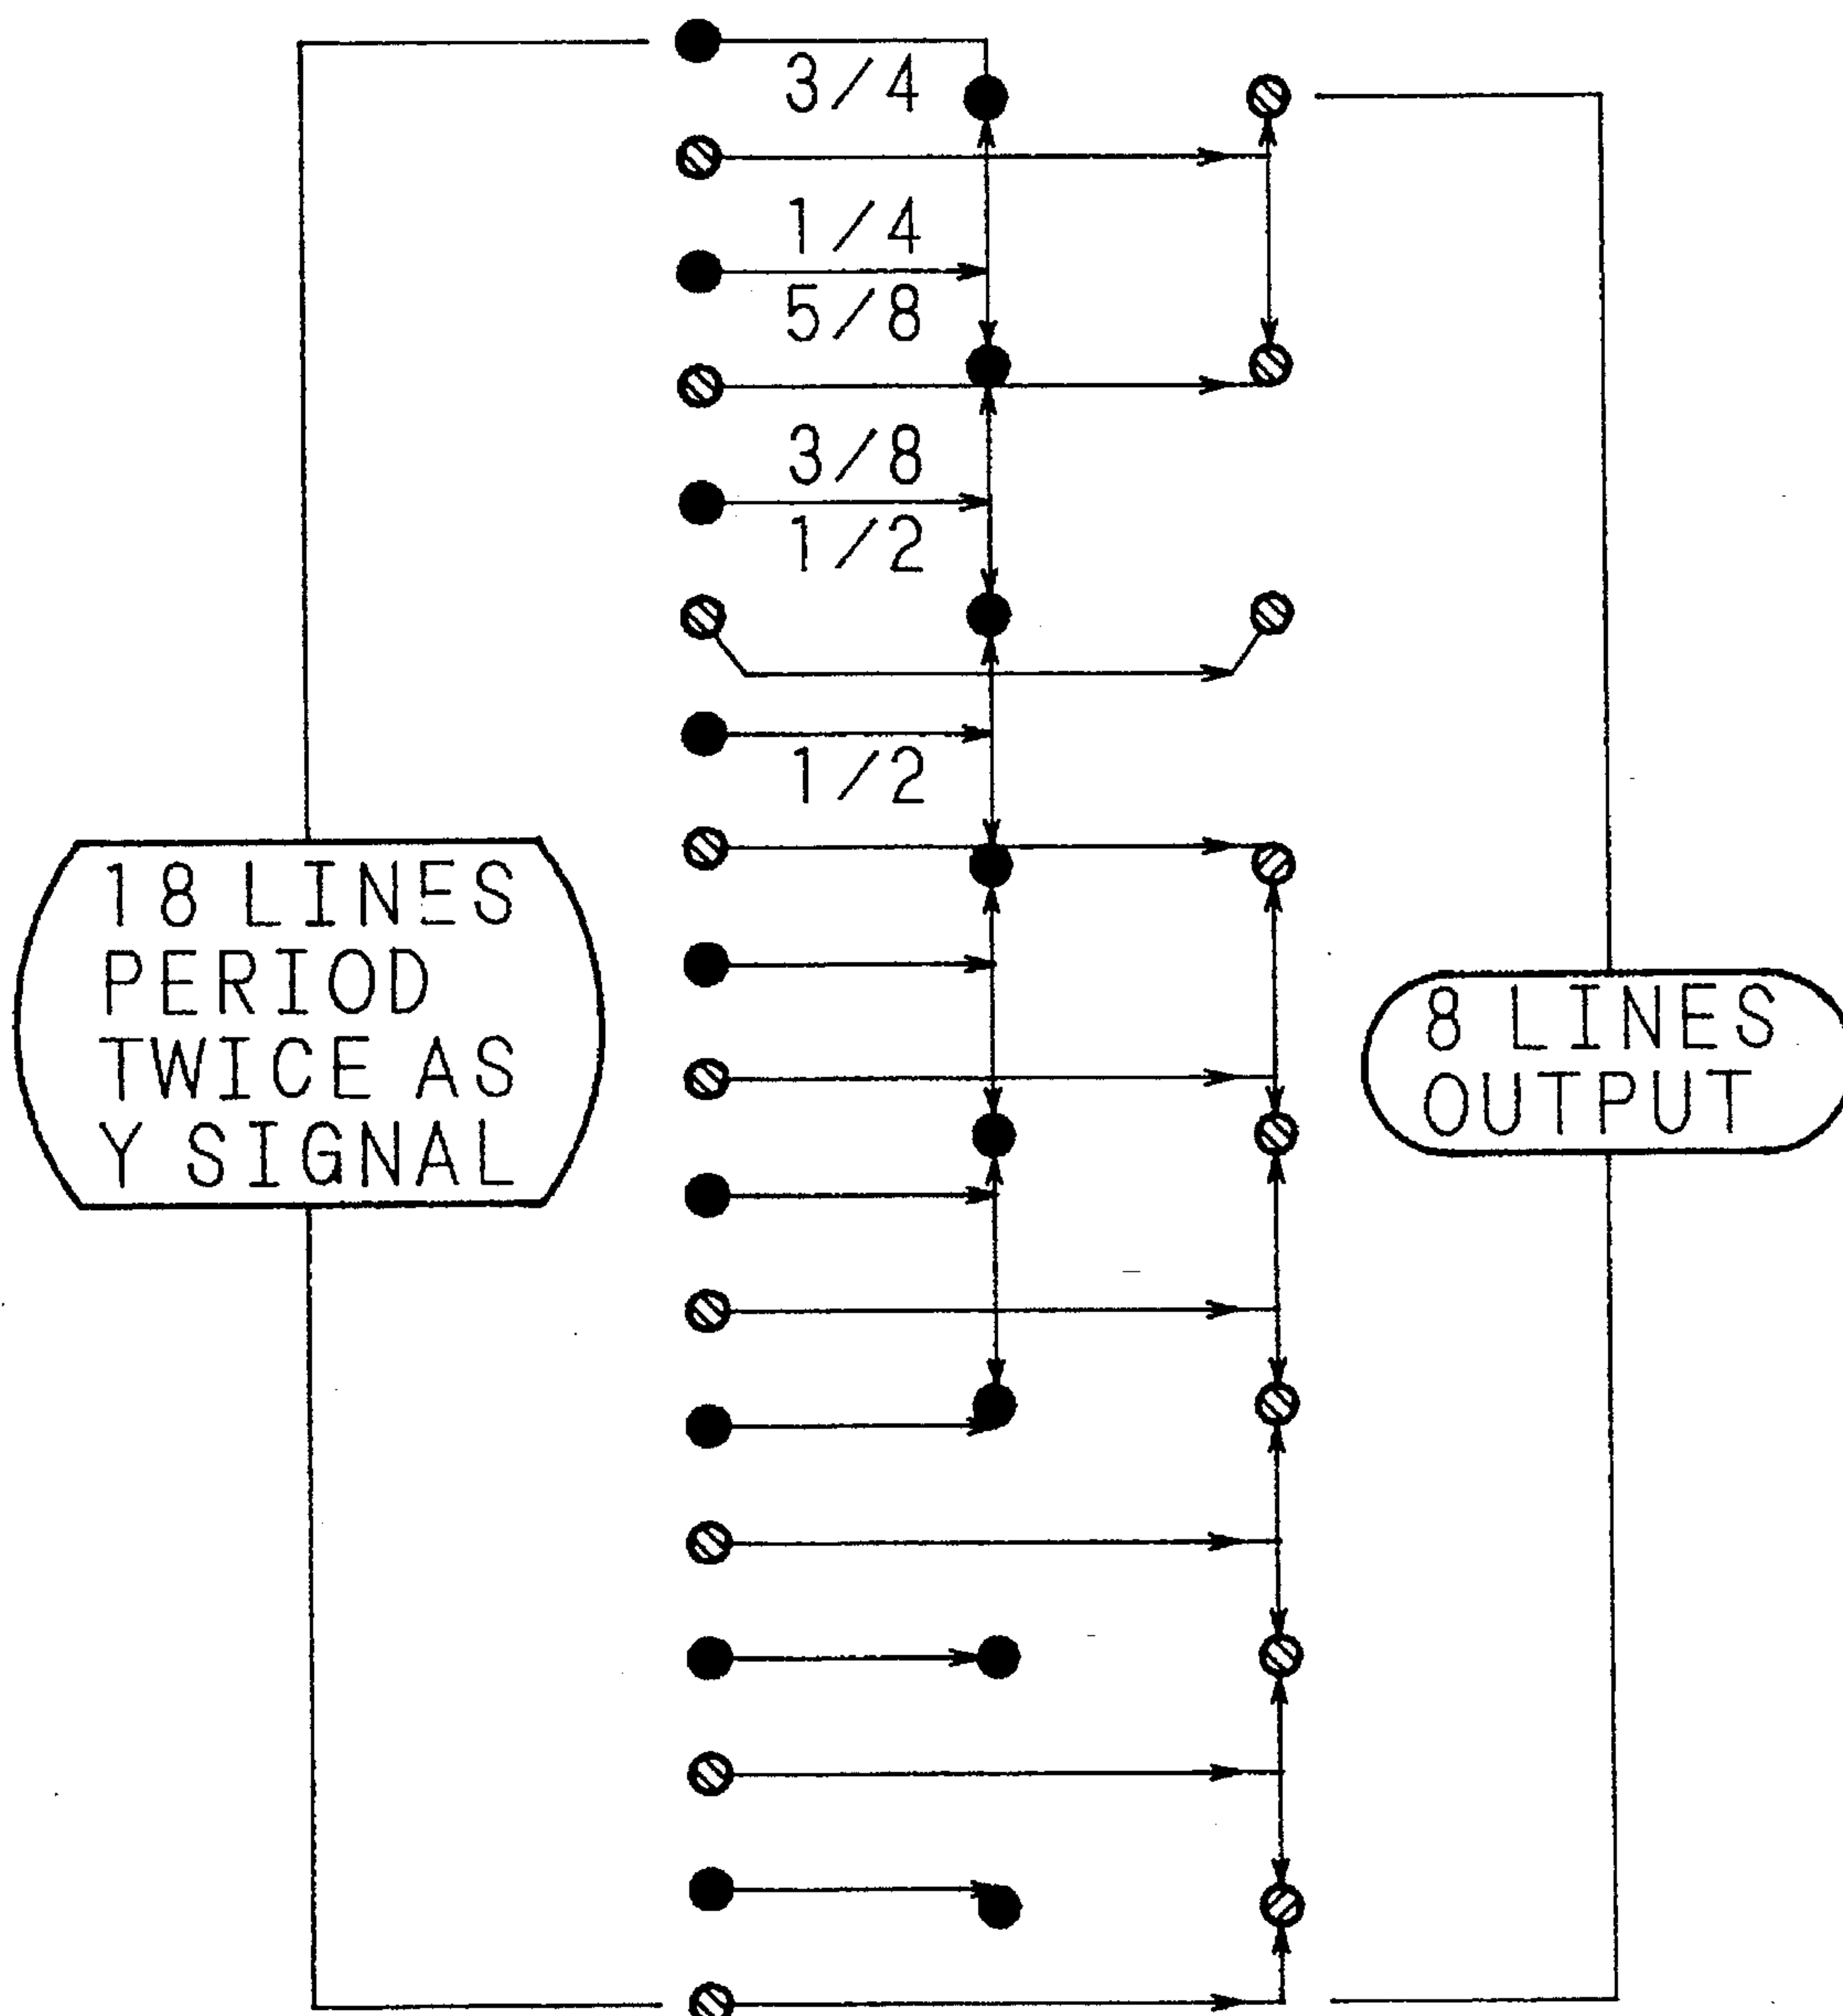 3/4
1/4
5/8
3/8
1/2
1/2
18 LINES
PERIOD
TWICE AS
Y SIGNAL
8 LINES
OUTPUT